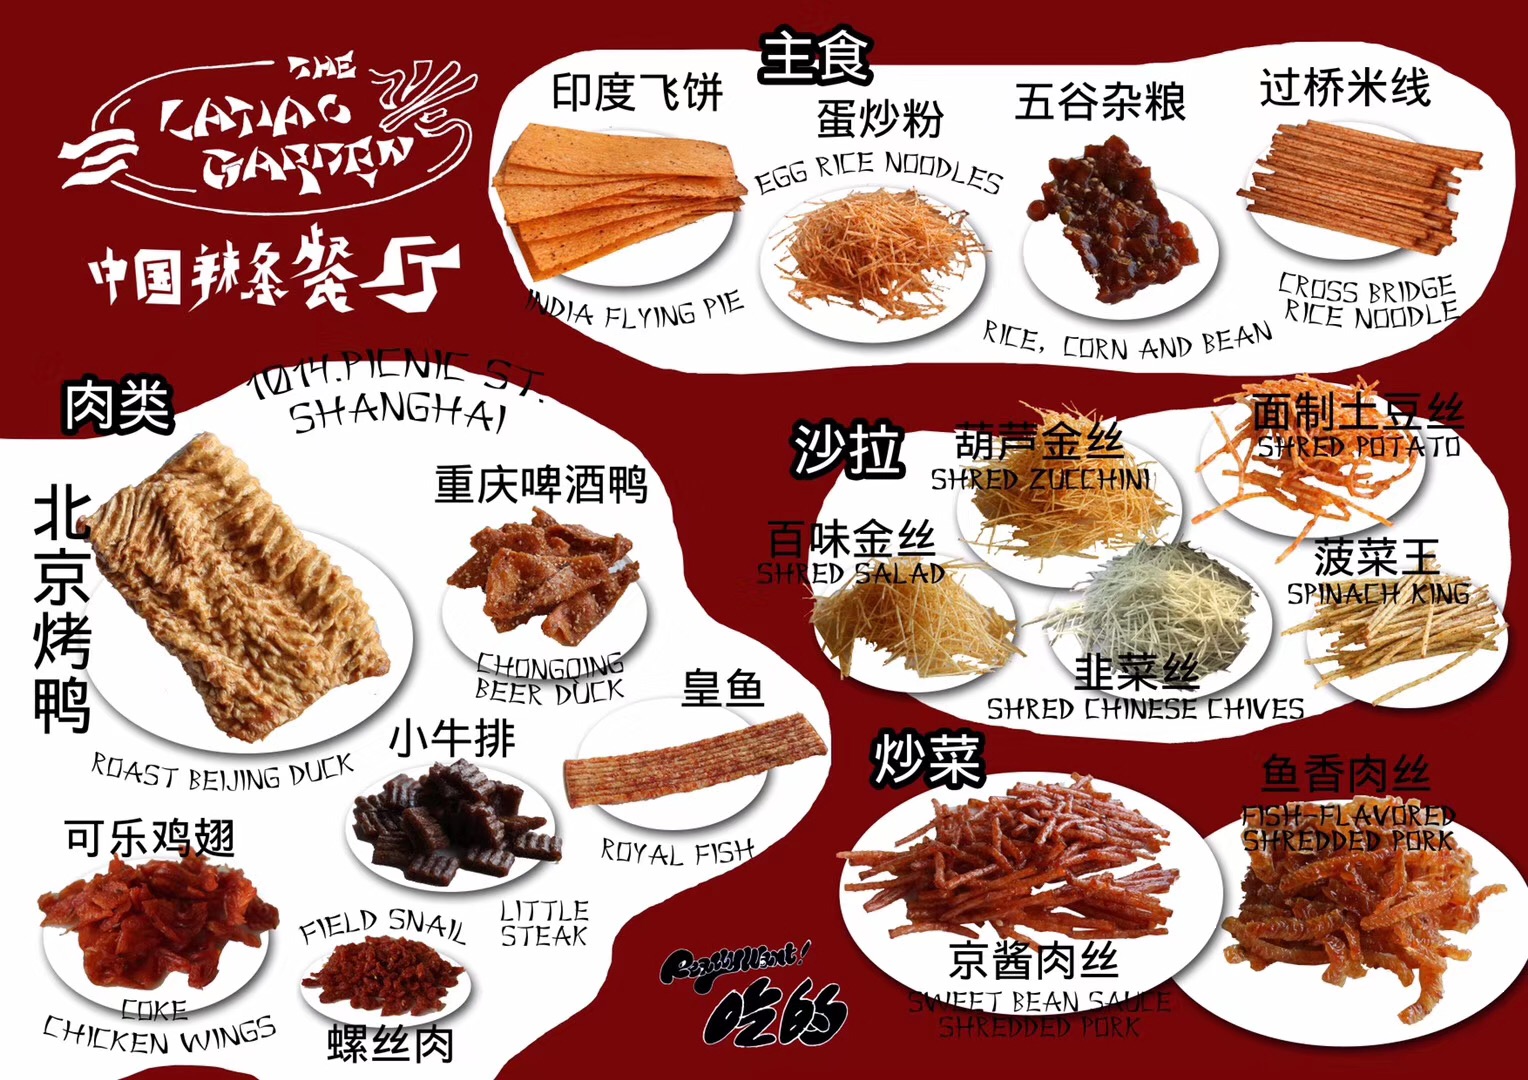 THE
LATIAO
GARDEN
中国辣条餐厅
主食
印度飞饼
INDIA FLYING PIE
蛋炒粉
EGG RICE NOODLES
五谷杂粮
RICE, CORN AND BEAN
过桥米线
CROSS BRIDGE
RICE NOODLE
1014.PICNIC ST.
SHANGHAI
肉类
北京烤鸭
ROAST BEIJING DUCK
重庆啤酒鸭
CHONGQING
BEER DUCK
皇鱼
ROYAL FISH
小牛排
LITTLE
STEAK
可乐鸡翅
COKE
CHICKEN WINGS
FIELD SNAIL
螺丝肉
沙拉
葫芦金丝
SHRED ZUCCHINI
面制土豆丝
SHRED POTATO
百味金丝
SHRED SALAD
韭菜丝
SHRED CHINESE CHIVES
菠菜王
SPINACH KING
炒菜
京酱肉丝
SWEET BEAN SAUCE
SHREDDED PORK
鱼香肉丝
FISH-FLAVORED
SHREDDED PORK
Really Want!
吃的